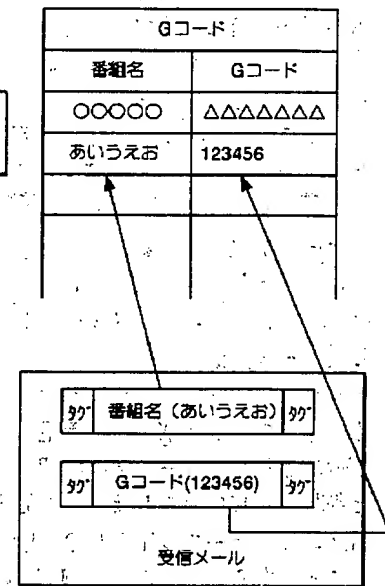 Gコード
番組名 Gコード
○○○○○ △△△△△△△
あいうえお 123456
タグ 番組名（あいうえお） タグ
タグ Gコード(123456) タグ
受信メール